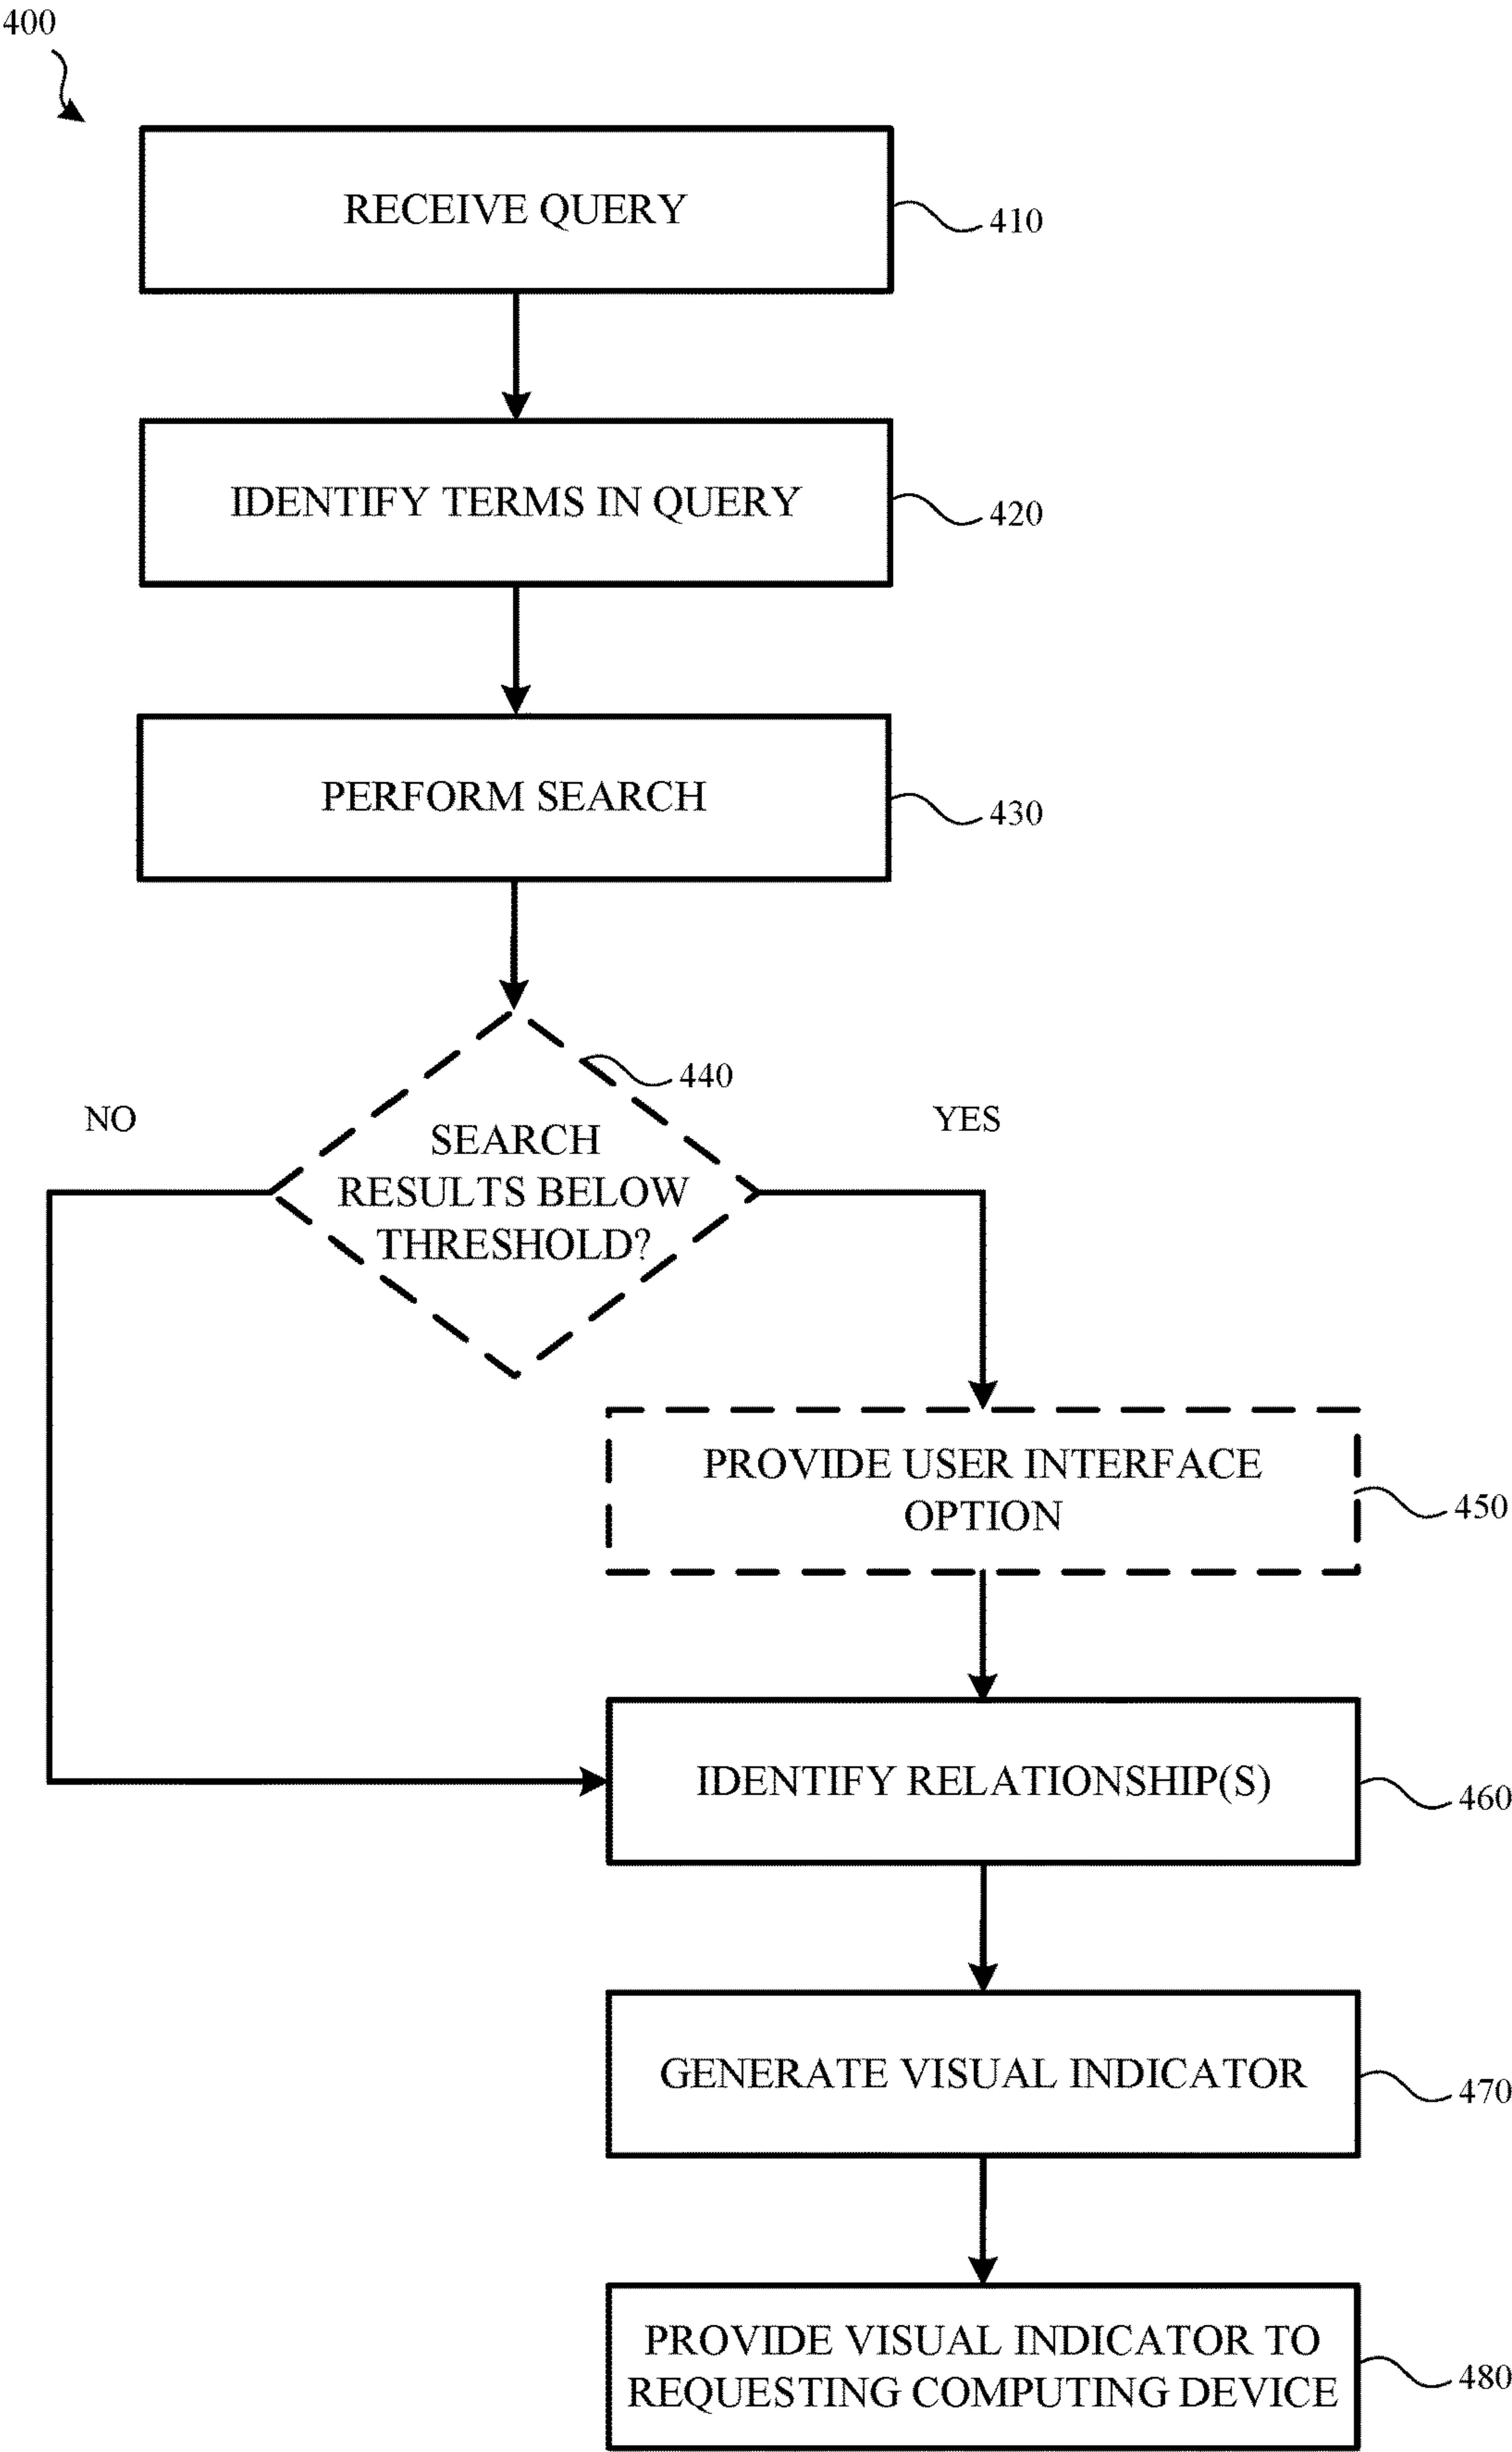 400
RECEIVE QUERY
410
IDENTIFY TERMS IN QUERY
420
PERFORM SEARCH
430
440
NO
YES
SEARCH
RESULTS BELOW
THRESHOLD?
PROVIDE USER INTERFACE
OPTION
450
IDENTIFY RELATIONSHIP(S)
460
GENERATE VISUAL INDICATOR
470
PROVIDE VISUAL INDICATOR TO
REQUESTING COMPUTING DEVICE
480